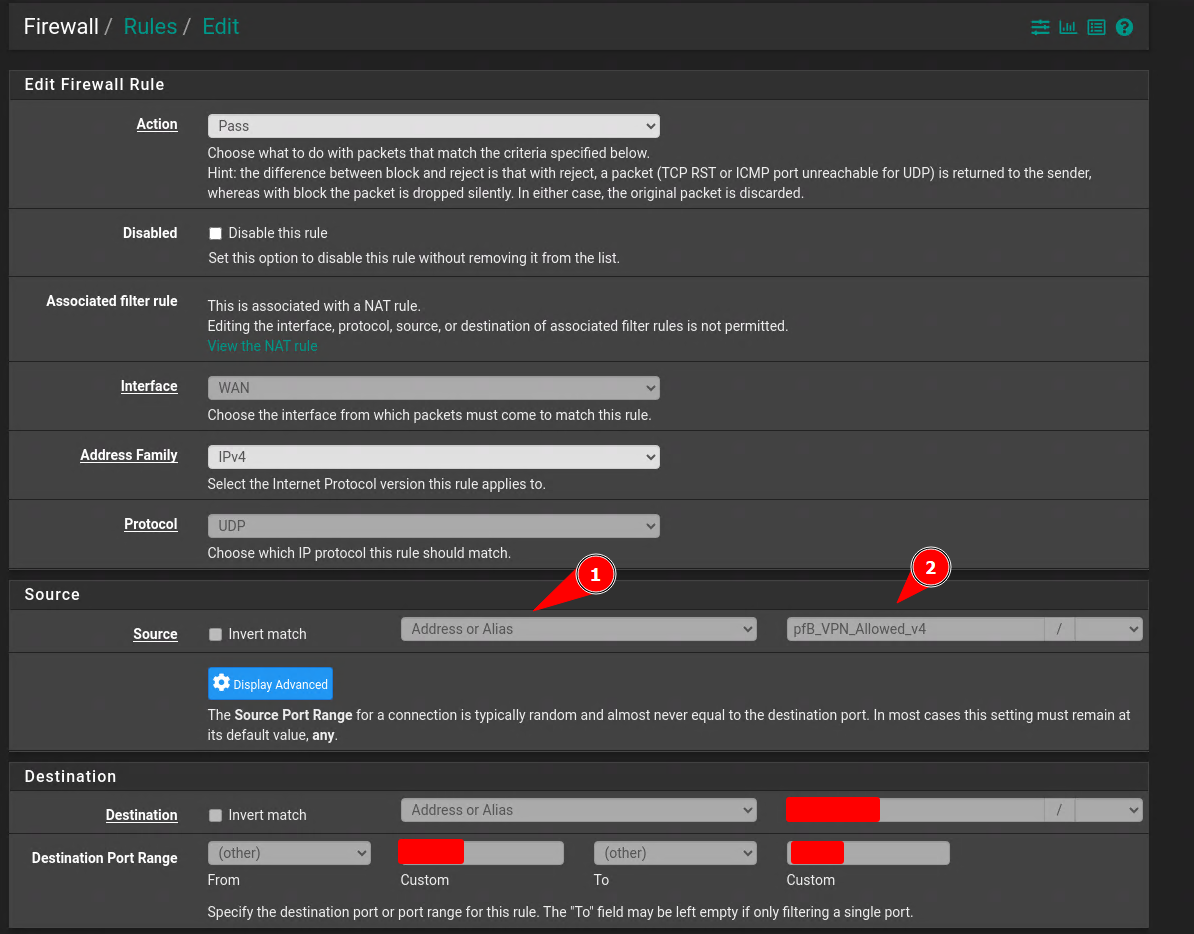 Firewall / Rules / Edit
Edit Firewall Rule
Action
Pass
Choose what to do with packets that match the criteria specified below.
Hint: the difference between block and reject is that with reject, a packet (TCP RST or ICMP port unreachable for UDP) is returned to the sender,
whereas with block the packet is dropped silently. In either case, the original packet is discarded.
Disabled
Disable this rule
Set this option to disable this rule without removing it from the list.
Associated filter rule
This is associated with a NAT rule.
Editing the interface, protocol, source, or destination of associated filter rules is not permitted.
View the NAT rule
Interface
WAN
Choose the interface from which packets must come to match this rule.
Address Family
IPv4
Select the Internet Protocol version this rule applies to.
Protocol
UDP
Choose which IP protocol this rule should match.
1
2
Source
Source
Invert match
Address or Alias
pfB_VPN_Allowed_v4
/
Display Advanced
The Source Port Range for a connection is typically random and almost never equal to the destination port. In most cases this setting must remain at
its default value, any.
Destination
Destination
Invert match
Address or Alias
/
Destination Port Range
(other)
(other)
From
Custom
To
Custom
Specify the destination port or port range for this rule. The "To" field may be left empty if only filtering a single port.